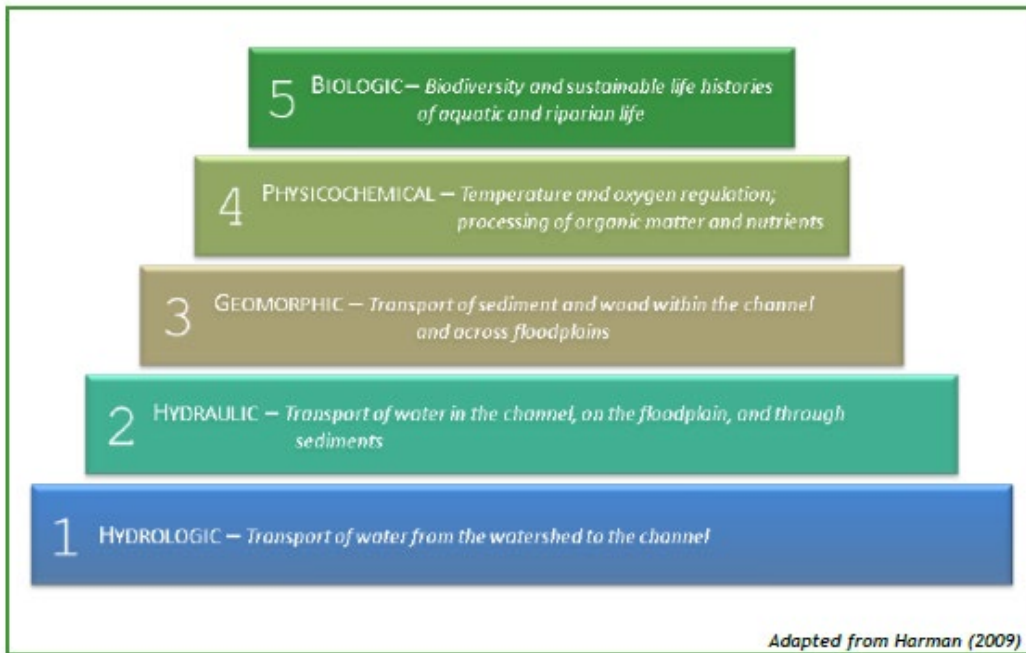 5 BIOLOGIC – Biodiversity and sustainable life histories
of aquatic and riparian life
4 PHYSICOCHEMICAL – Temperature and oxygen regulation;
processing of organic matter and nutrients
3 GEOMORPHIC – Transport of sediment and wood within the channel
and across floodplains
2 HYDRAULIC – Transport of water in the channel, on the floodplain, and through
sediments
1 HYDROLOGIC – Transport of water from the watershed to the channel
Adapted from Harman (2009)